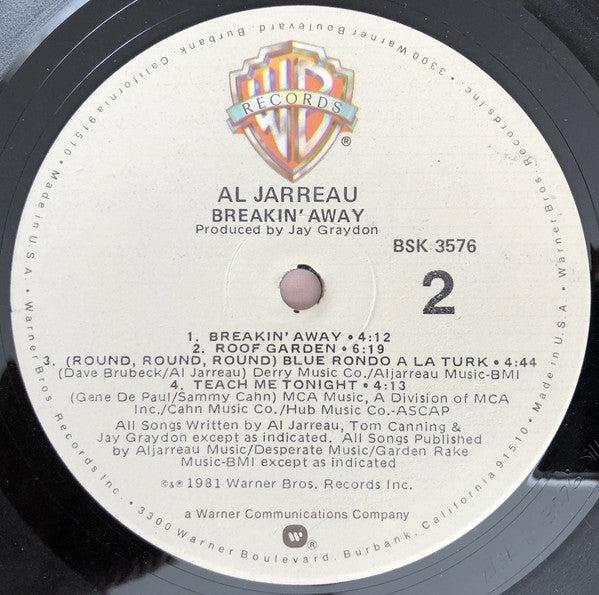 WB
RECORDS
®
AL JARREAU
BREAKIN' AWAY
Produced by Jay Graydon
BSK 3576
2
1. BREAKIN' AWAY • 4:12
2. ROOF GARDEN • 6:19
3. (ROUND, ROUND, ROUND) BLUE RONDO A LA TURK • 4:44
(Dave Brubeck/Al Jarreau) Derry Music Co./Aljarreau Music-BMI
4. TEACH ME TONIGHT • 4:13
(Gene De Paul/Sammy Cahn) MCA Music, A Division of MCA
Inc./Cahn Music Co./Hub Music Co.-ASCAP
All Songs Written by Al Jarreau, Tom Canning &
Jay Graydon except as indicated. All Songs Published
by Aljarreau Music/Desperate Music/Garden Rake
Music-BMI except as indicated
©&℗ 1981 Warner Bros. Records Inc.
a Warner Communications Company
W ®
• Made in U.S.A. • Warner Bros. Records Inc. • 3300 Warner Boulevard, Burbank, California 91510 • Made in U.S.A. • Warner Bros. Records Inc. • 3300 Warner Boulevard, Burbank, California 91510